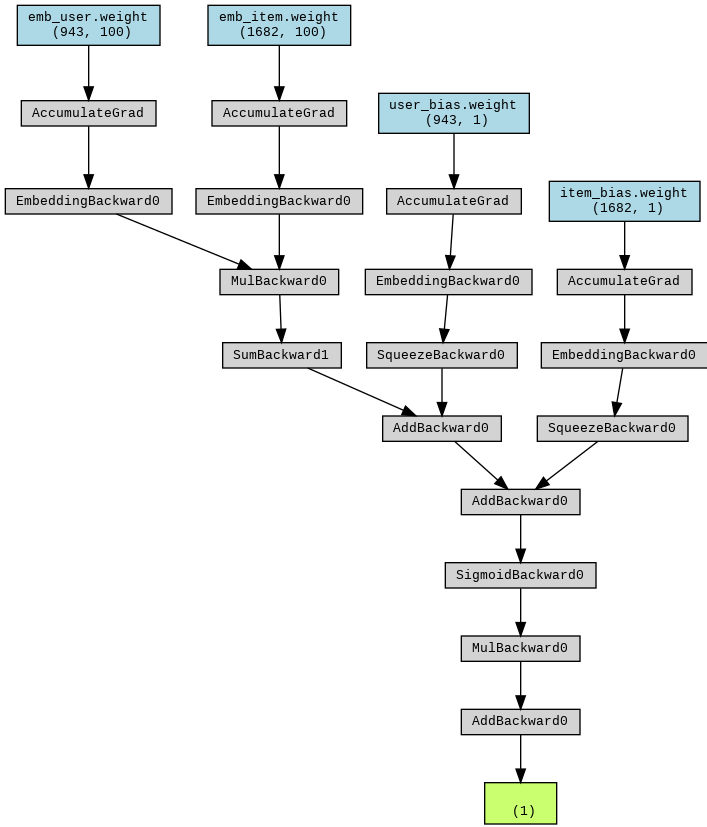 emb_user.weight
(943, 100)
emb_item.weight
(1682, 100)
AccumulateGrad
AccumulateGrad
user_bias.weight
(943, 1)
EmbeddingBackward0
EmbeddingBackward0
AccumulateGrad
item_bias.weight
(1682, 1)
MulBackward0
EmbeddingBackward0
AccumulateGrad
SumBackward1
SqueezeBackward0
EmbeddingBackward0
AddBackward0
SqueezeBackward0
AddBackward0
SigmoidBackward0
MulBackward0
AddBackward0
(1)